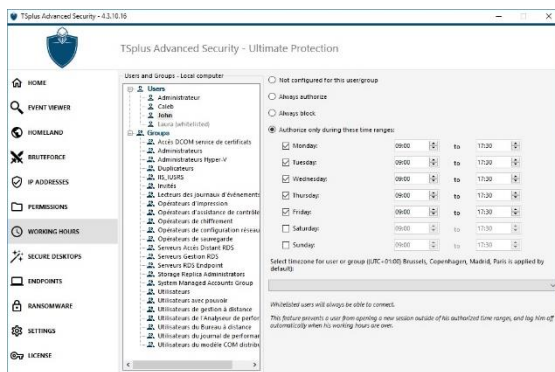 TSplus Advanced Security - 4.3.10.16
TSplus Advanced Security - Ultimate Protection
HOME
EVENT VIEWER
HOMELAND
BRUTEFORCE
IP ADDRESSES
PERMISSIONS
WORKING HOURS
SECURE DESKTOPS
ENDPOINTS
RANSOMWARE
SETTINGS
LICENSE
Users and Groups - Local computer
Users
Administrateur
Caleb
John
Laura (whitelisted)
Groups
Accès DCOM service de certificats
Administrateurs
Administrateurs Hyper-V
Duplicateurs
IIS_IUSRS
Invités
Lecteurs des journaux d'événements
Opérateurs d'impression
Opérateurs d'assistance de contrôle
Opérateurs de chiffrement
Opérateurs de configuration réseau
Opérateurs de sauvegarde
Serveurs Accès Distant RDS
Serveurs Gestion RDS
Serveurs RDS Endpoint
Storage Replica Administrators
System Managed Accounts Group
Utilisateurs
Utilisateurs avec pouvoir
Utilisateurs de gestion à distance
Utilisateurs de l'Analyseur de perfor
Utilisateurs du Bureau à distance
Utilisateurs du journal de performar
Utilisateurs du modèle COM distribu
Not configured for this user/group
Always authorize
Always block
Authorize only during these time ranges:
Monday: 09:00 to 17:30
Tuesday: 09:00 to 17:30
Wednesday: 09:00 to 17:30
Thursday: 09:00 to 17:30
Friday: 09:00 to 17:30
Saturday: 09:00 to 17:30
Sunday: 09:00 to 17:30
Select timezone for user or group ((UTC+01:00) Brussels, Copenhagen, Madrid, Paris is applied by
default):
Whitelisted users will always be able to connect.
This feature prevents a user from opening a new session outside of his authorized time ranges, and log him off
automatically when his working hours are over.